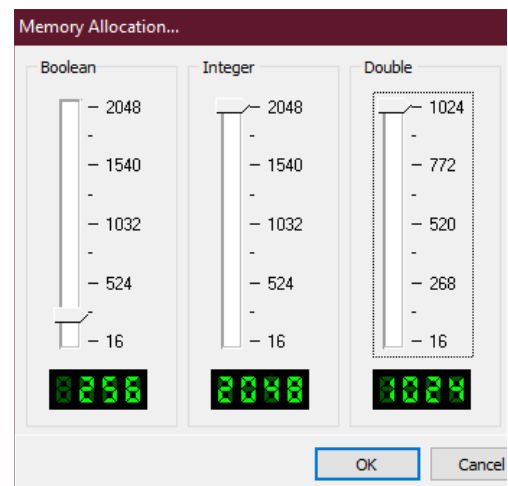 Memory Allocation...
Boolean Integer Double
2048 2048 1024
1540 1540 772
1032 1032 520
524 524 268
16 16 16
256 2048 1024
OK Cancel